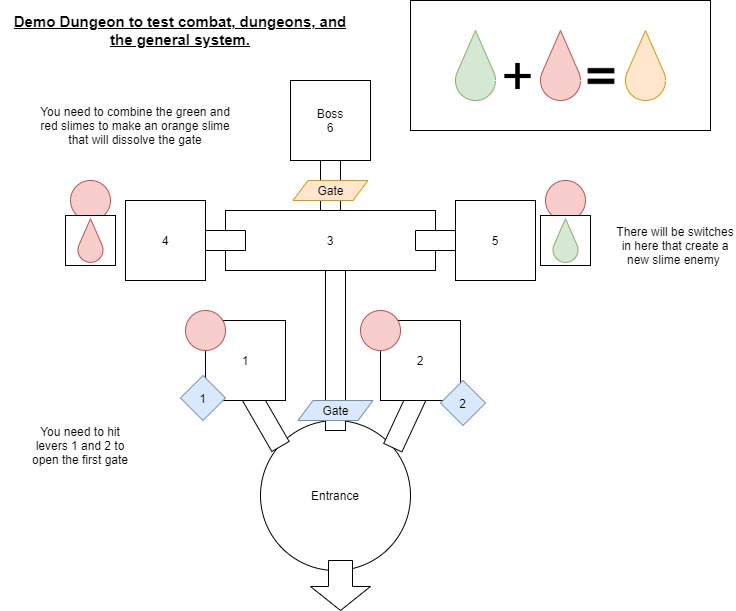 Demo Dungeon to test combat, dungeons, and
the general system.
+ =
You need to combine the green and
red slimes to make an orange slime
that will dissolve the gate
Boss
6
Gate
4
3
5
There will be switches
in here that create a
new slime enemy
1
2
1
Gate
2
You need to hit
levers 1 and 2 to
open the first gate
Entrance